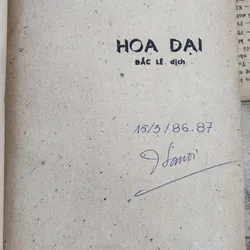 HOA DẠI
ĐẮC LÊ dịch
15/3/86.87